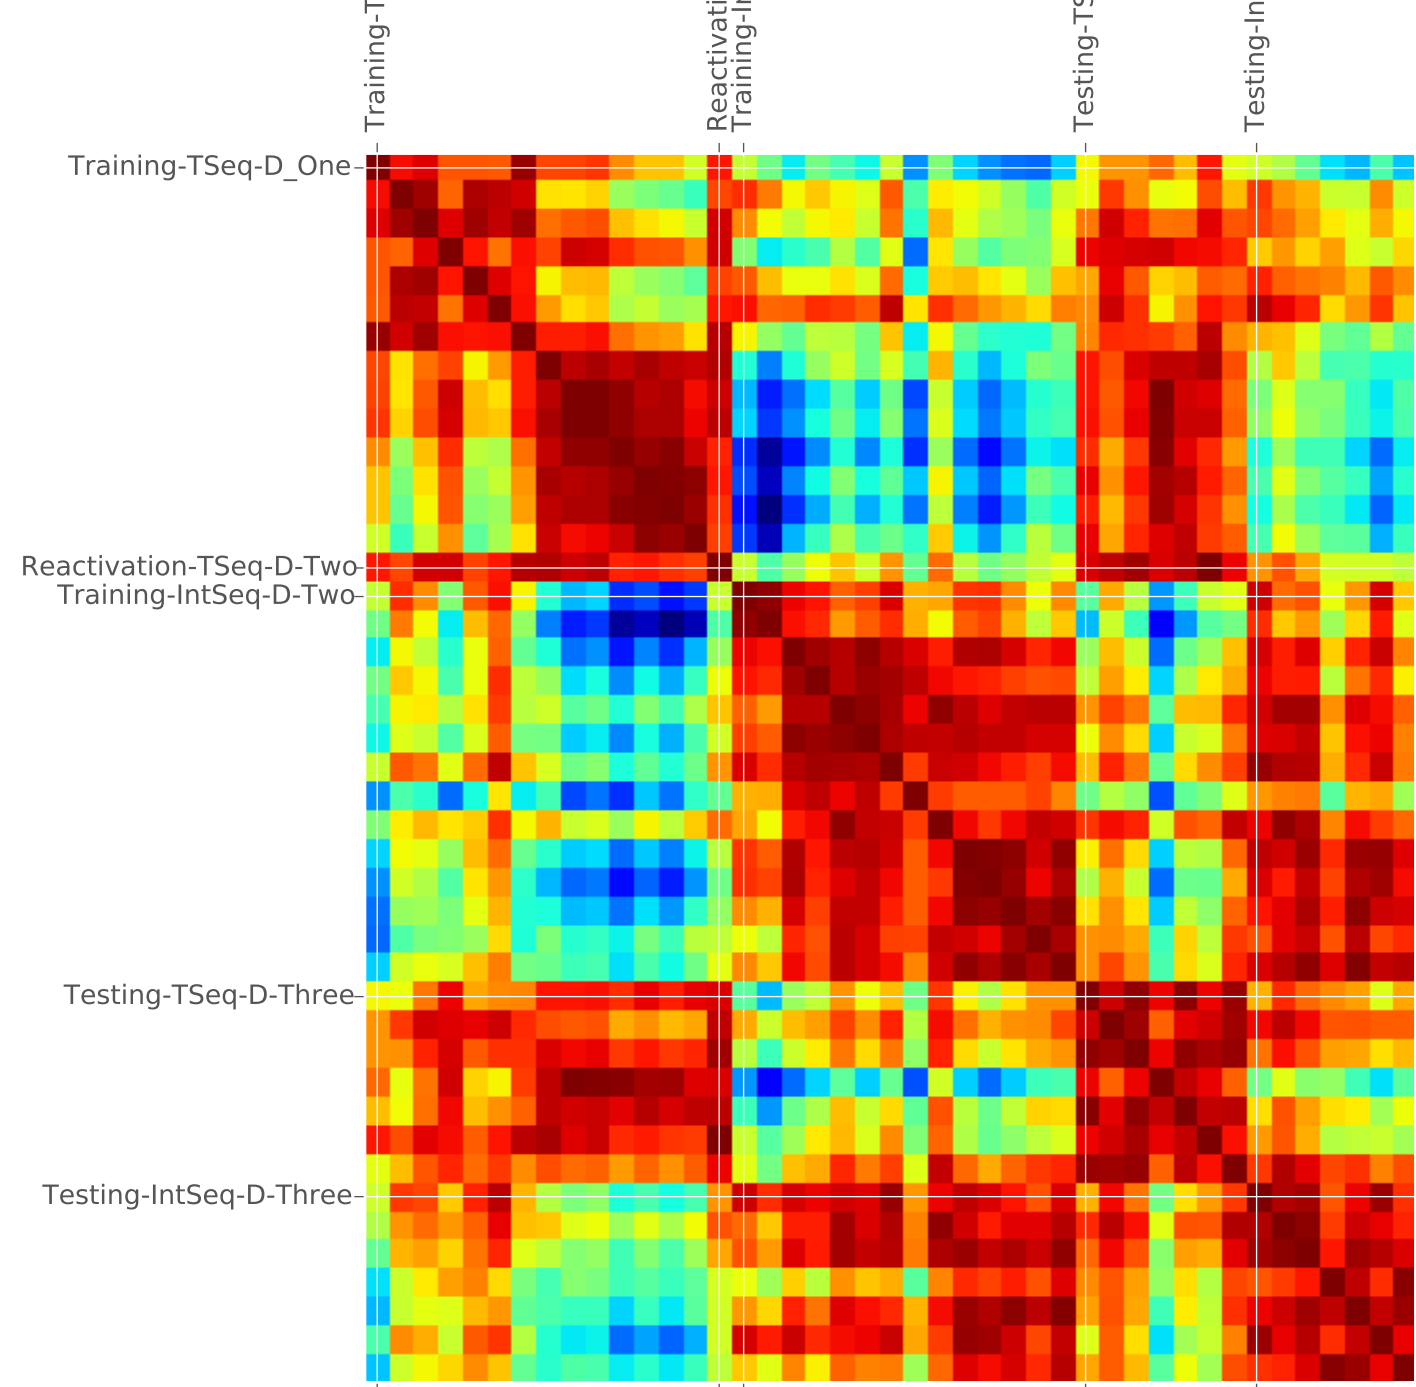 Training-T
Reactivati
Training-I
Testing-TS
Testing-In
Training-TSeq-D_One
Reactivation-TSeq-D-Two
Training-IntSeq-D-Two
Testing-TSeq-D-Three
Testing-IntSeq-D-Three